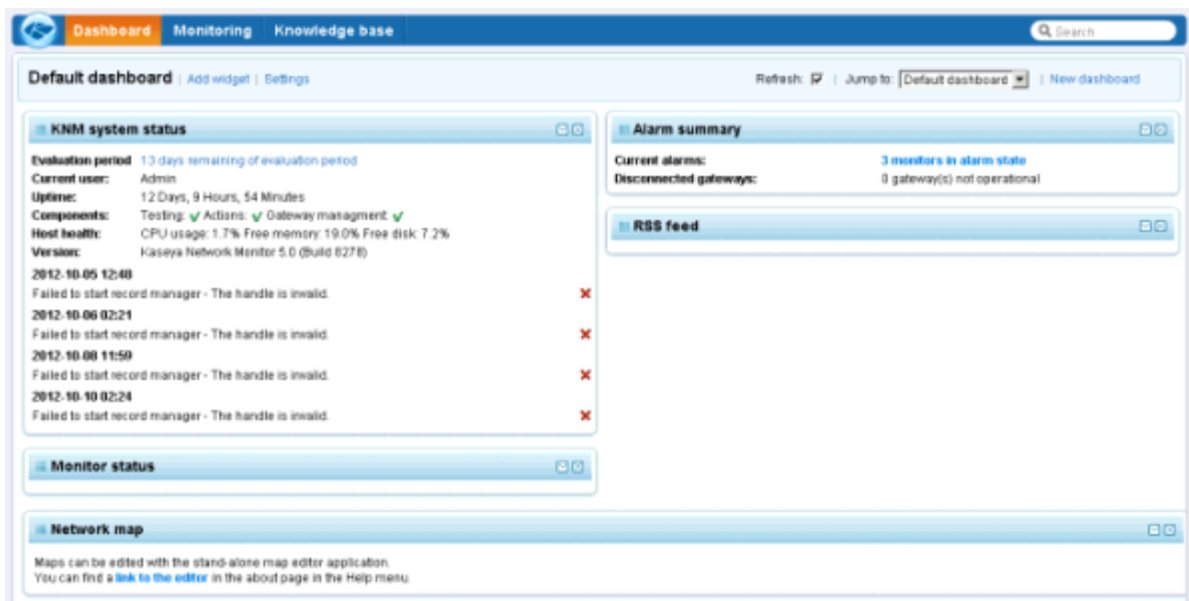 Dashboard Monitoring Knowledge base Search
Default dashboard | Add widget | Settings Refresh: | Jump to: Default dashboard | New dashboard
KNM system status
Evaluation period 13 days remaining of evaluation period
Current user: Admin
Uptime: 12 Days, 9 Hours, 54 Minutes
Components: Testing: Actions: Gateway managment:
Host health: CPU usage: 1.7% Free memory: 19.0% Free disk: 7.2%
Version: Kaseya Network Monitor 5.0 (Build 8278)
2012-10-05 12:48
Failed to start record manager - The handle is invalid.
2012-10-06 02:21
Failed to start record manager - The handle is invalid.
2012-10-08 11:59
Failed to start record manager - The handle is invalid.
2012-10-10 02:24
Failed to start record manager - The handle is invalid.
Monitor status
Alarm summary
Current alarms: 3 monitors in alarm state
Disconnected gateways: 0 gateway(s) not operational
RSS feed
Network map
Maps can be edited with the stand-alone map editor application.
You can find a link to the editor in the about page in the Help menu.